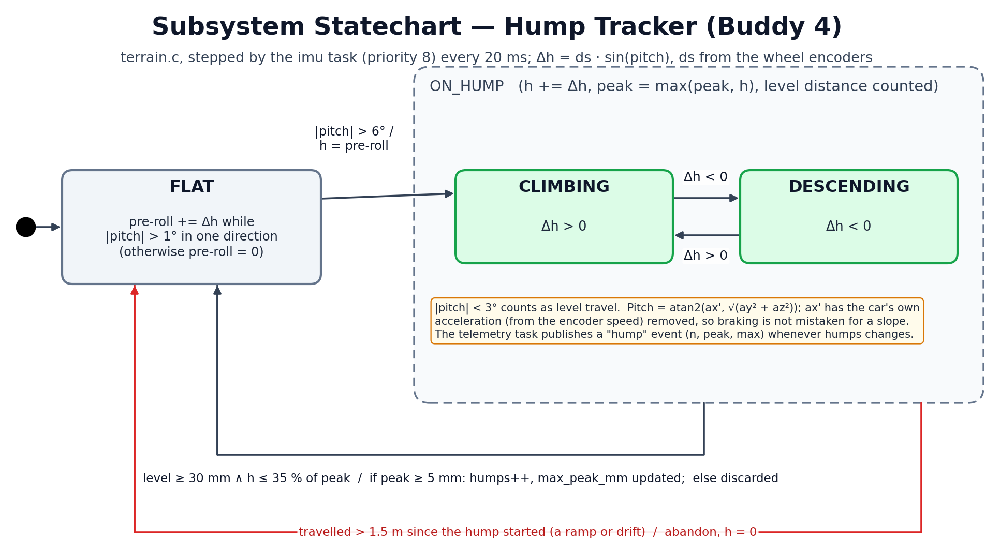 Subsystem Statechart — Hump Tracker (Buddy 4)
terrain.c, stepped by the imu task (priority 8) every 20 ms; Δh = ds · sin(pitch), ds from the wheel encoders
ON_HUMP   (h += Δh, peak = max(peak, h), level distance counted)
|pitch| > 6° /
h = pre-roll
FLAT
pre-roll += Δh while
|pitch| > 1° in one direction
(otherwise pre-roll = 0)
CLIMBING
Δh > 0
Δh < 0
Δh > 0
DESCENDING
Δh < 0
|pitch| < 3° counts as level travel.  Pitch = atan2(ax', √(ay² + az²)); ax' has the car's own
acceleration (from the encoder speed) removed, so braking is not mistaken for a slope.
The telemetry task publishes a "hump" event (n, peak, max) whenever humps changes.
level ≥ 30 mm ∧ h ≤ 35 % of peak  /  if peak ≥ 5 mm: humps++, max_peak_mm updated;  else discarded
travelled > 1.5 m since the hump started (a ramp or drift)  /  abandon, h = 0